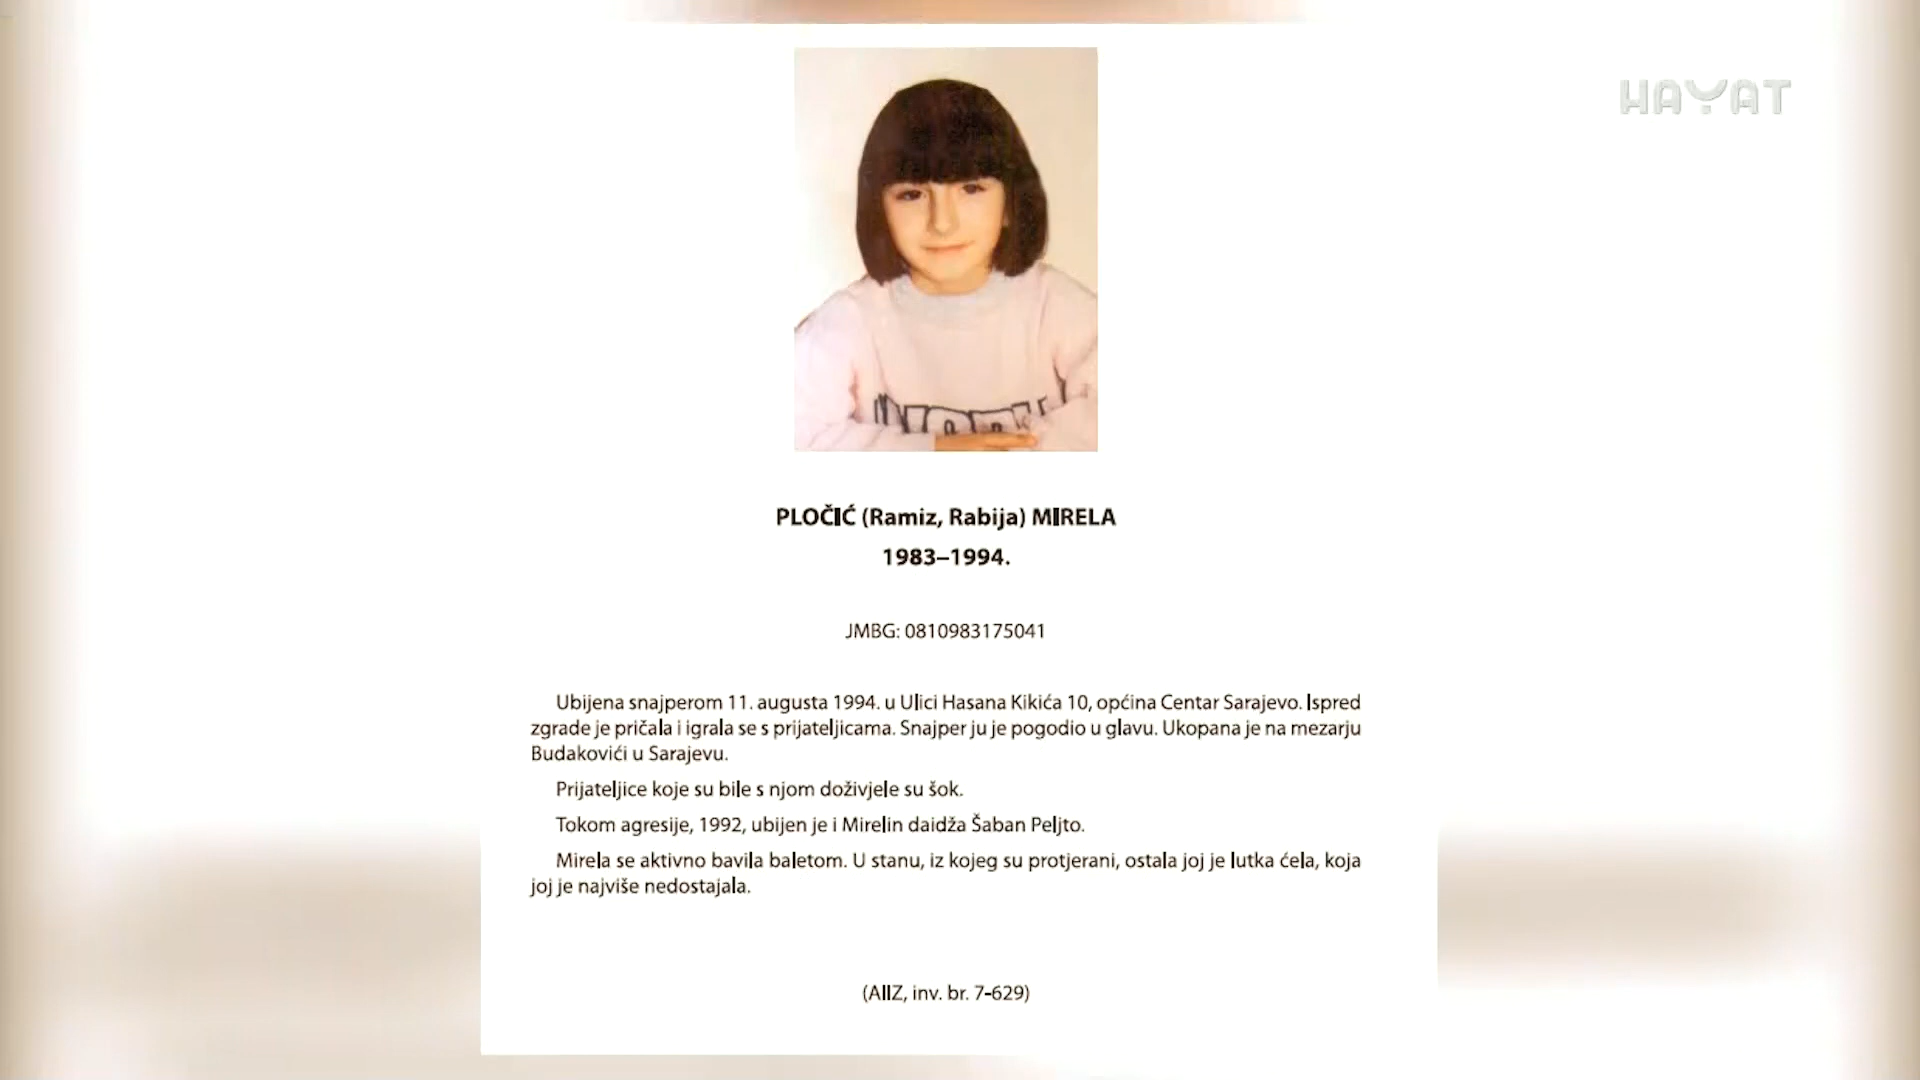 HAYAT
PLOČIĆ (Ramiz, Rabija) MIRELA
1983–1994.
JMBG: 0810983175041
Ubijena snajperom 11. augusta 1994. u Ulici Hasana Kikića 10, općina Centar Sarajevo. Ispred
zgrade je pričala i igrala se s prijateljicama. Snajper ju je pogodio u glavu. Ukopana je na mezarju
Budakovići u Sarajevu.
Prijateljice koje su bile s njom doživjele su šok.
Tokom agresije, 1992, ubijen je i Mirelin daidža Šaban Peljto.
Mirela se aktivno bavila baletom. U stanu, iz kojeg su protjerani, ostala joj je lutka ćela, koja
joj je najviše nedostajala.
(AIIZ, inv. br. 7-629)